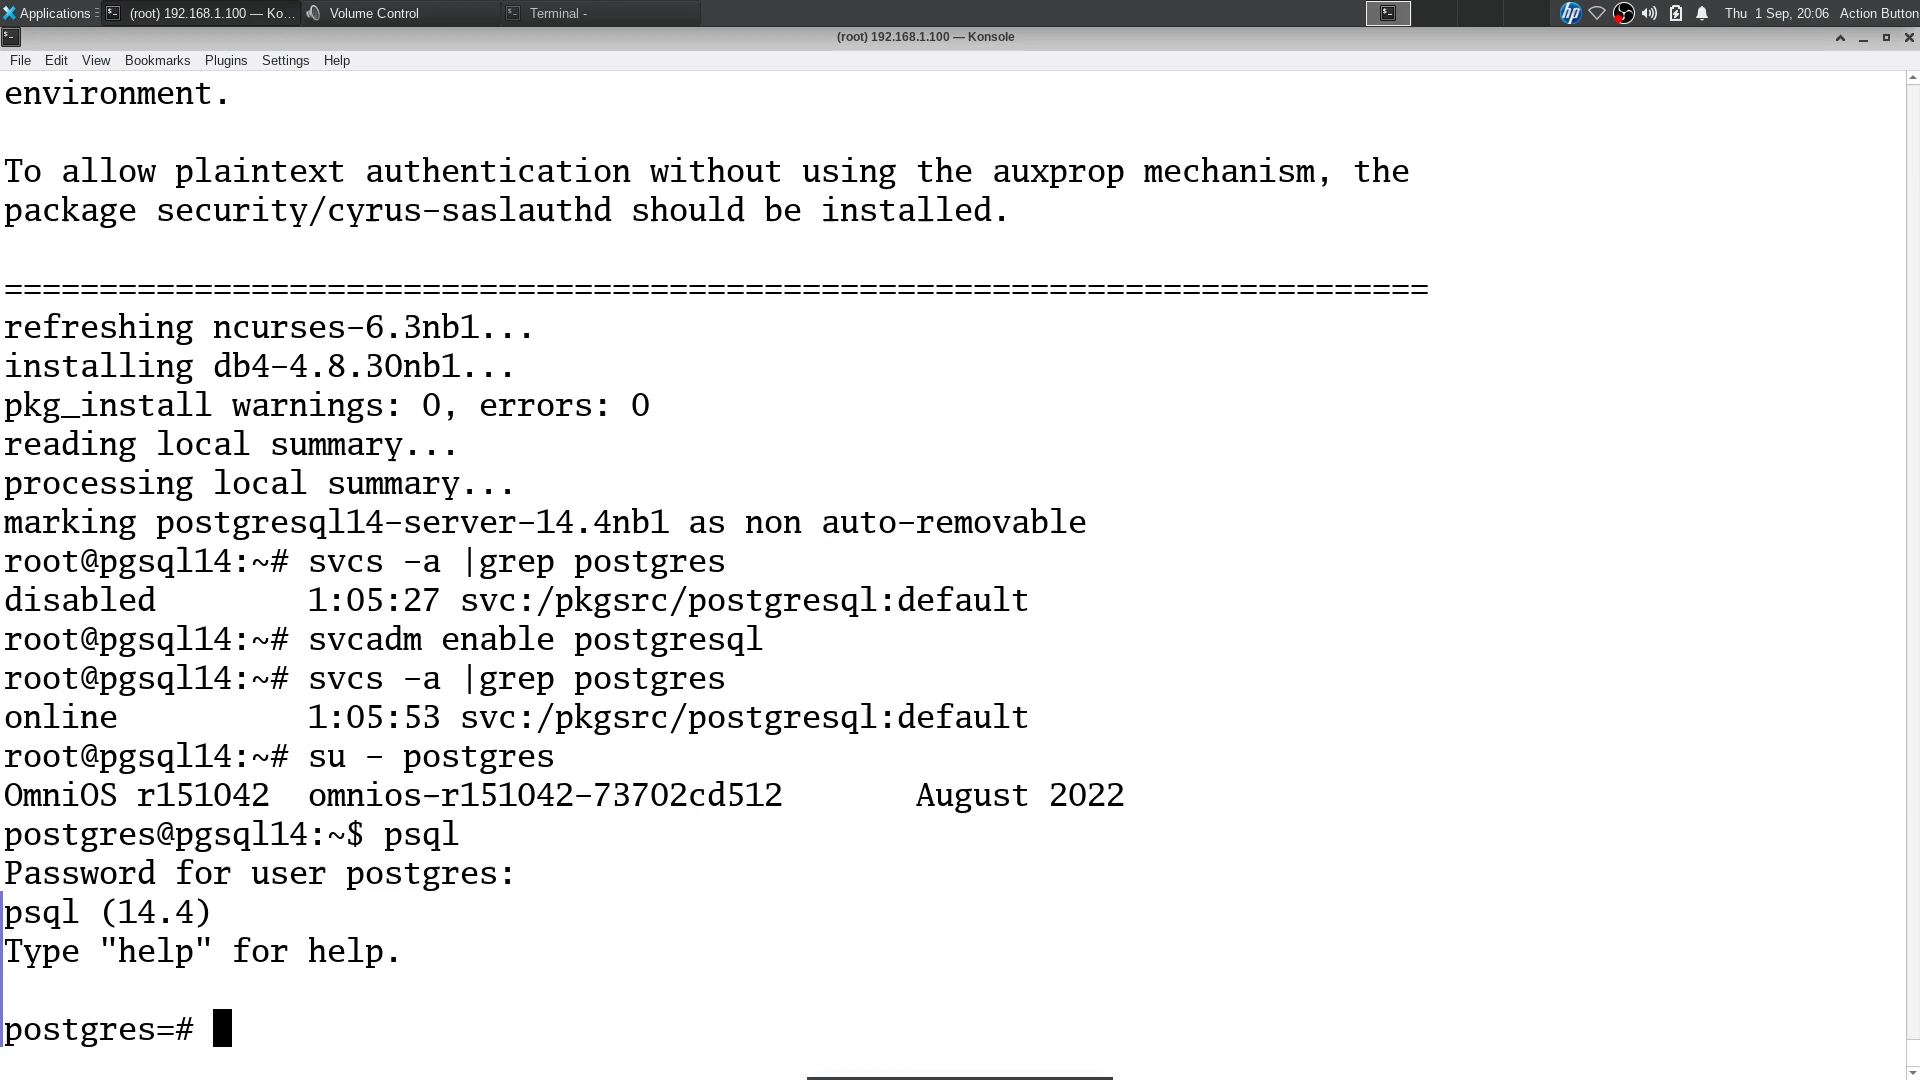 Applications (root) 192.168.1.100 — Ko... Volume Control Terminal - Thu 1 Sep, 20:06 Action Button
(root) 192.168.1.100 — Konsole
File Edit View Bookmarks Plugins Settings Help
environment.
To allow plaintext authentication without using the auxprop mechanism, the
package security/cyrus-saslauthd should be installed.
===========================================================================
refreshing ncurses-6.3nb1...
installing db4-4.8.30nb1...
pkg_install warnings: 0, errors: 0
reading local summary...
processing local summary...
marking postgresql14-server-14.4nb1 as non auto-removable
root@pgsql14:~# svcs -a |grep postgres
disabled        1:05:27 svc:/pkgsrc/postgresql:default
root@pgsql14:~# svcadm enable postgresql
root@pgsql14:~# svcs -a |grep postgres
online          1:05:53 svc:/pkgsrc/postgresql:default
root@pgsql14:~# su - postgres
OmniOS r151042  omnios-r151042-73702cd512       August 2022
postgres@pgsql14:~$ psql
Password for user postgres:
psql (14.4)
Type "help" for help.
postgres=#